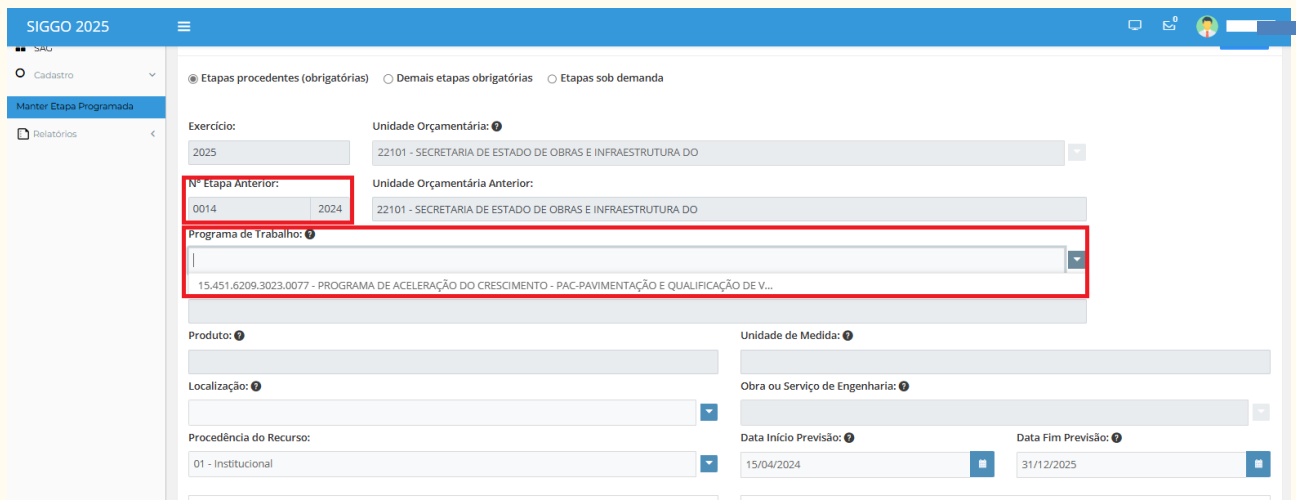 SIGGO 2025
0
SAG
Cadastro
Manter Etapa Programada
Relatórios
Etapas procedentes (obrigatórias) Demais etapas obrigatórias Etapas sob demanda
Exercício: Unidade Orçamentária:
2025 22101 - SECRETARIA DE ESTADO DE OBRAS E INFRAESTRUTURA DO
Nº Etapa Anterior: Unidade Orçamentária Anterior:
0014 2024 22101 - SECRETARIA DE ESTADO DE OBRAS E INFRAESTRUTURA DO
Programa de Trabalho:
15.451.6209.3023.0077 - PROGRAMA DE ACELERAÇÃO DO CRESCIMENTO - PAC-PAVIMENTAÇÃO E QUALIFICAÇÃO DE V...
Produto: Unidade de Medida:
Localização: Obra ou Serviço de Engenharia:
Procedência do Recurso: Data Início Previsão: Data Fim Previsão:
01 - Institucional 15/04/2024 31/12/2025